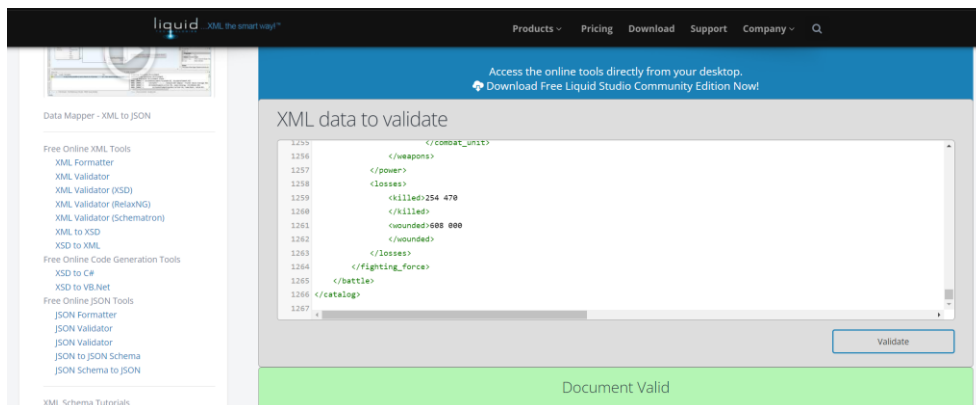 liquid ...XML the smart way!™
Products Pricing Download Support Company
Access the online tools directly from your desktop.
Download Free Liquid Studio Community Edition Now!
Data Mapper - XML to JSON
Free Online XML Tools
XML Formatter
XML Validator
XML Validator (XSD)
XML Validator (RelaxNG)
XML Validator (Schematron)
XML to XSD
XSD to XML
Free Online Code Generation Tools
XSD to C#
XSD to VB.Net
Free Online JSON Tools
JSON Formatter
JSON Validator
JSON Validator
JSON to JSON Schema
JSON Schema to JSON
XML Schema Tutorials
XML data to validate
1255 </combat_unit>
1256 </weapons>
1257 </power>
1258 <losses>
1259 <killed>254 470
1260 </killed>
1261 <wounded>608 000
1262 </wounded>
1263 </losses>
1264 </fighting_force>
1265 </battle>
1266 </catalog>
1267
Validate
Document Valid